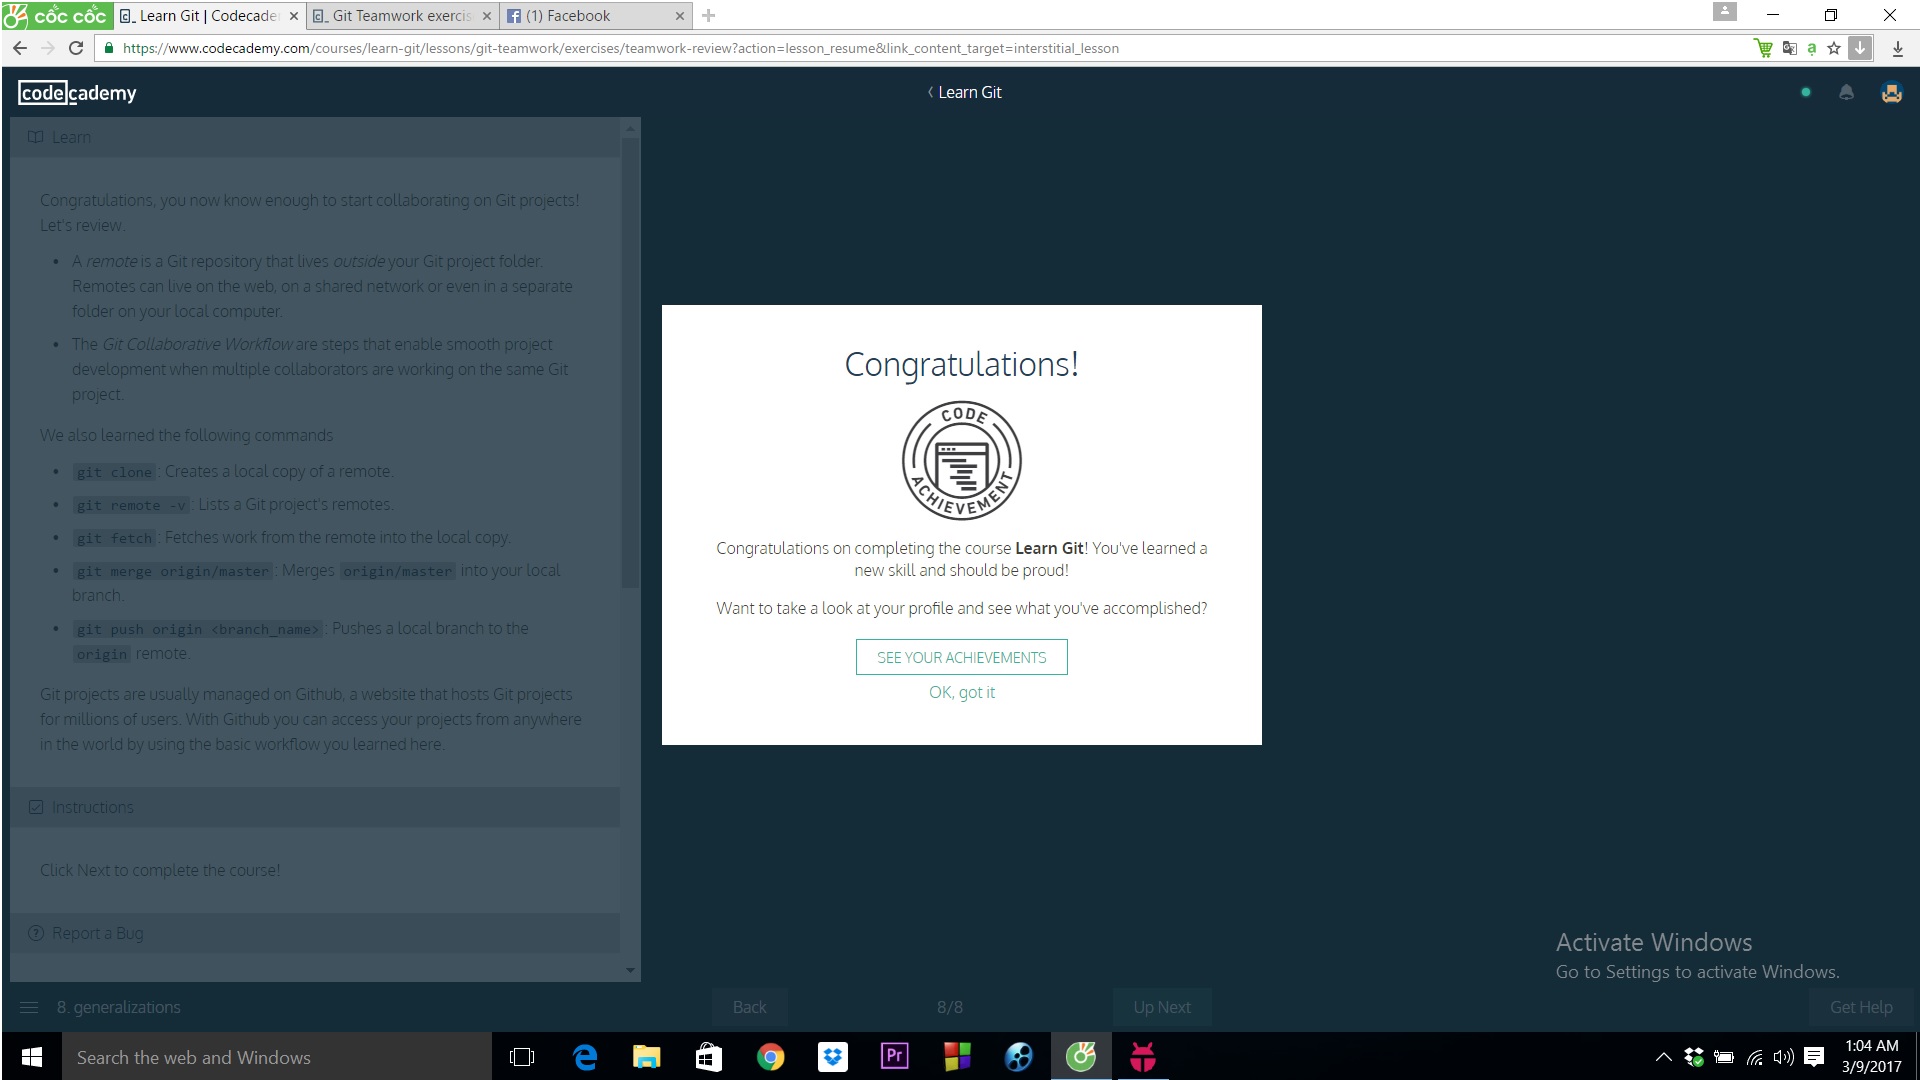 cốc cốc
Learn Git | Codecade
Git Teamwork exercis
(1) Facebook
https://www.codecademy.com/courses/learn-git/lessons/git-teamwork/exercises/teamwork-review?action=lesson_resume&link_content_target=interstitial_lesson
codecademy
Learn Git
Learn
Congratulations, you now know enough to start collaborating on Git projects!
Let's review.
• A remote is a Git repository that lives outside your Git project folder.
Remotes can live on the web, on a shared network or even in a separate
folder on your local computer.
• The Git Collaborative Workflow are steps that enable smooth project
development when multiple collaborators are working on the same Git
project.
We also learned the following commands
• git clone: Creates a local copy of a remote.
• git remote -v: Lists a Git project's remotes.
• git fetch: Fetches work from the remote into the local copy.
• git merge origin/master: Merges origin/master into your local
branch.
• git push origin <branch_name>: Pushes a local branch to the
origin remote.
Git projects are usually managed on Github, a website that hosts Git projects
for millions of users. With Github you can access your projects from anywhere
in the world by using the basic workflow you learned here.
Instructions
Click Next to complete the course!
Report a Bug
Congratulations!
CODE
ACHIEVEMENT
Congratulations on completing the course Learn Git! You've learned a
new skill and should be proud!
Want to take a look at your profile and see what you've accomplished?
SEE YOUR ACHIEVEMENTS
OK, got it
Activate Windows
Go to Settings to activate Windows.
8. generalizations
Back
8/8
Up Next
Get Help
Search the web and Windows
Pr
1:04 AM
3/9/2017